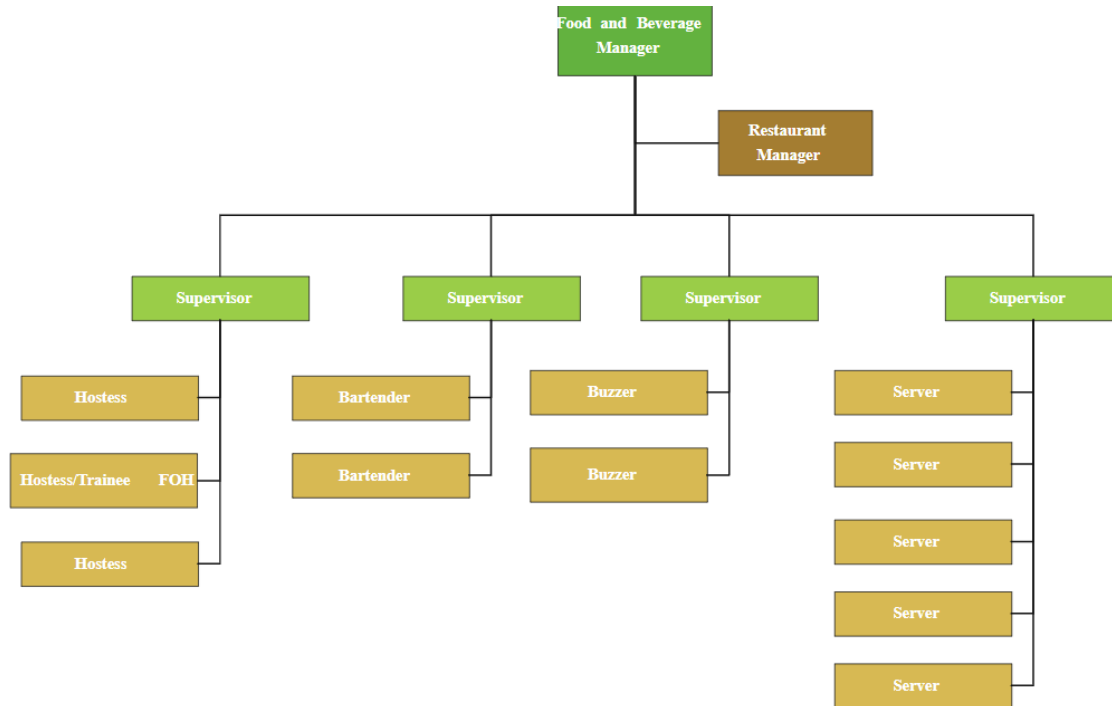 Food and Beverage
Manager
Restaurant
Manager
Supervisor
Supervisor
Supervisor
Supervisor
Hostess
Hostess/Trainee FOH
Hostess
Bartender
Bartender
Buzzer
Buzzer
Server
Server
Server
Server
Server